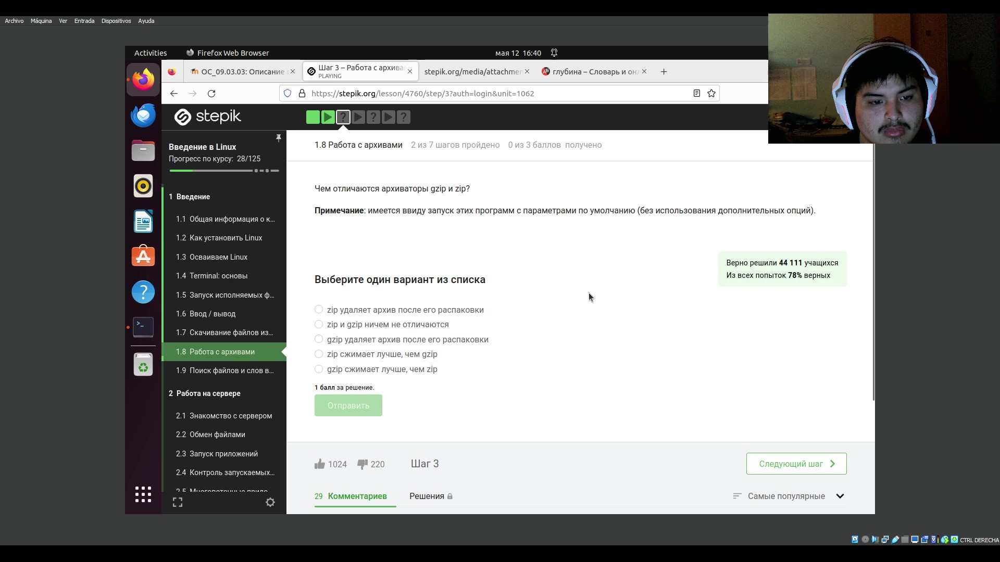 Archivo Máquina Ver Entrada Dispositivos Ayuda
Activities Firefox Web Browser мая 12 16:40
ОС_09.03.03: Описание
Шаг 3 – Работа с архива
PLAYING
stepik.org/media/attachmen
глубина – Словарь и онл
https://stepik.org/lesson/4760/step/3?auth=login&unit=1062
stepik
Введение в Linux
Прогресс по курсу: 28/125
1 Введение
1.1 Общая информация о к...
1.2 Как установить Linux
1.3 Осваиваем Linux
1.4 Terminal: основы
1.5 Запуск исполняемых ф...
1.6 Ввод / вывод
1.7 Скачивание файлов из...
1.8 Работа с архивами
1.9 Поиск файлов и слов в...
2 Работа на сервере
2.1 Знакомство с сервером
2.2 Обмен файлами
2.3 Запуск приложений
2.4 Контроль запускаемых...
1.8 Работа с архивами 2 из 7 шагов пройдено 0 из 3 баллов получено
Чем отличаются архиваторы gzip и zip?
Примечание: имеется ввиду запуск этих программ с параметрами по умолчанию (без использования дополнительных опций).
Верно решили 44 111 учащихся
Из всех попыток 78% верных
Выберите один вариант из списка
zip удаляет архив после его распаковки
zip и gzip ничем не отличаются
gzip удаляет архив после его распаковки
zip сжимает лучше, чем gzip
gzip сжимает лучше, чем zip
1 балл за решение.
Отправить
1024 220 Шаг 3
Следующий шаг
29 Комментариев Решения Самые популярные
CTRL DERECHA